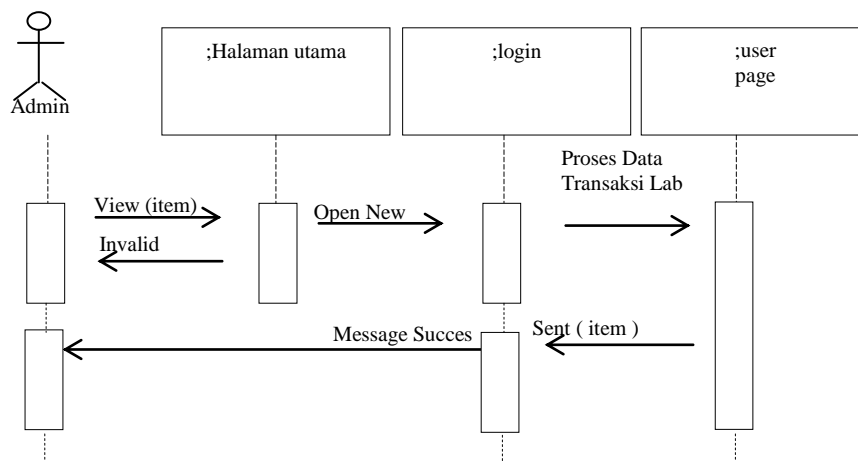 ;Halaman utama
;login
;user
page
Admin
Proses Data
Transaksi Lab
View (item)
Open New
Invalid
Sent ( item )
Message Succes